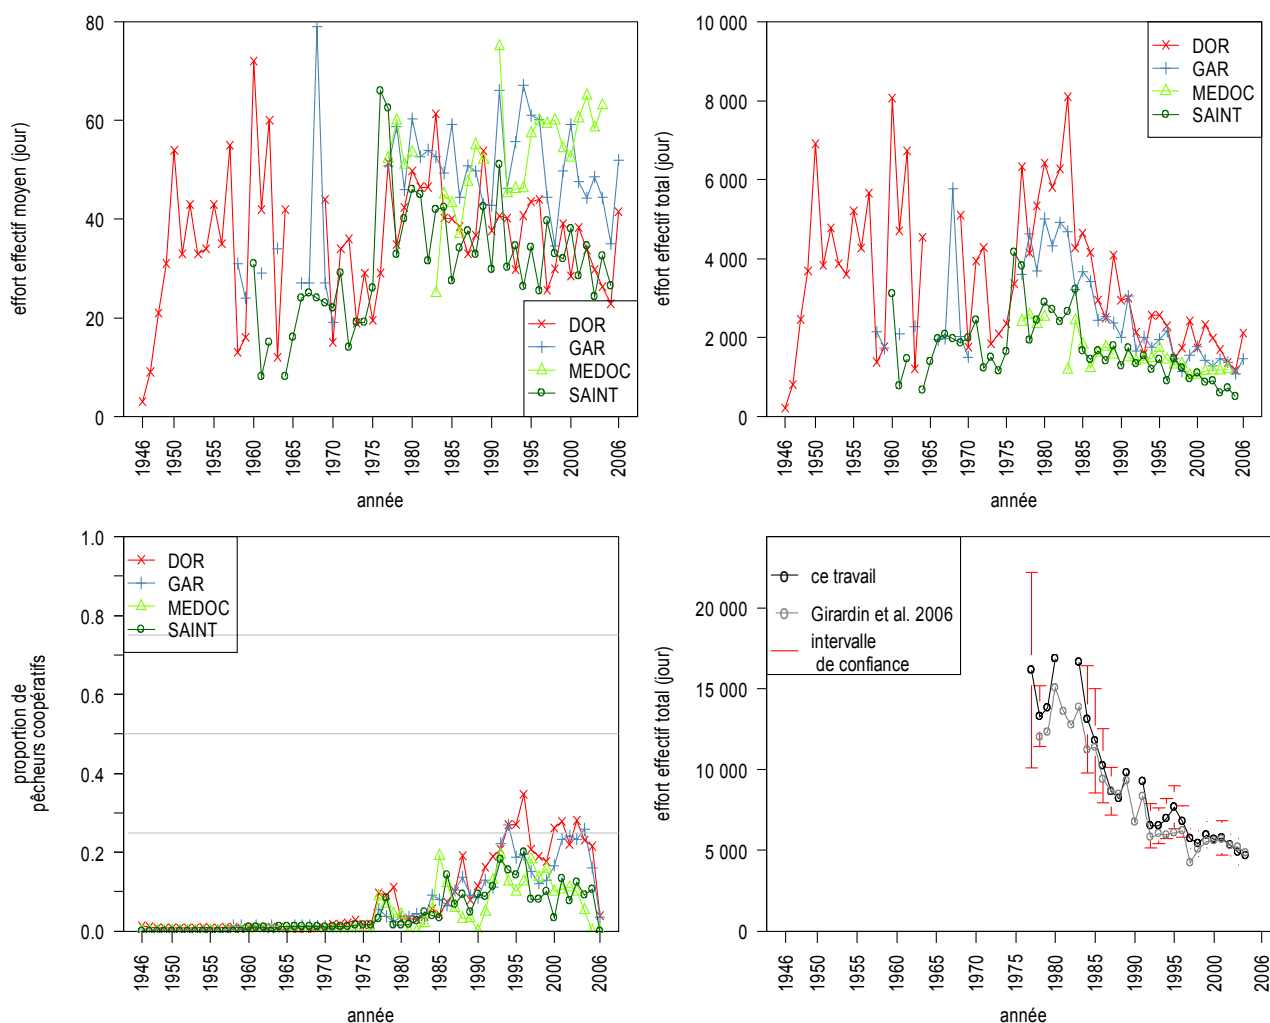 80
60
40
20
0
effort effectif moyen (jour)
1946
1950
1955
1960
1965
1970
1975
1980
1985
1990
1995
2000
2006
année
DOR
GAR
MEDOC
SAINT
10 000
8 000
6 000
4 000
2 000
0
effort effectif total (jour)
1946
1950
1955
1960
1965
1970
1975
1980
1985
1990
1995
2000
2006
année
DOR
GAR
MEDOC
SAINT
1.0
0.8
0.6
0.4
0.2
0.0
proportion de
pêcheurs coopératifs
1946
1950
1955
1960
1965
1970
1975
1980
1985
1990
1995
2000
2006
année
DOR
GAR
MEDOC
SAINT
20 000
15 000
10 000
5 000
0
effort effectif total (jour)
1946
1950
1955
1960
1965
1970
1975
1980
1985
1990
1995
2000
2006
année
ce travail
Girardin et al. 2006
intervalle
de confiance